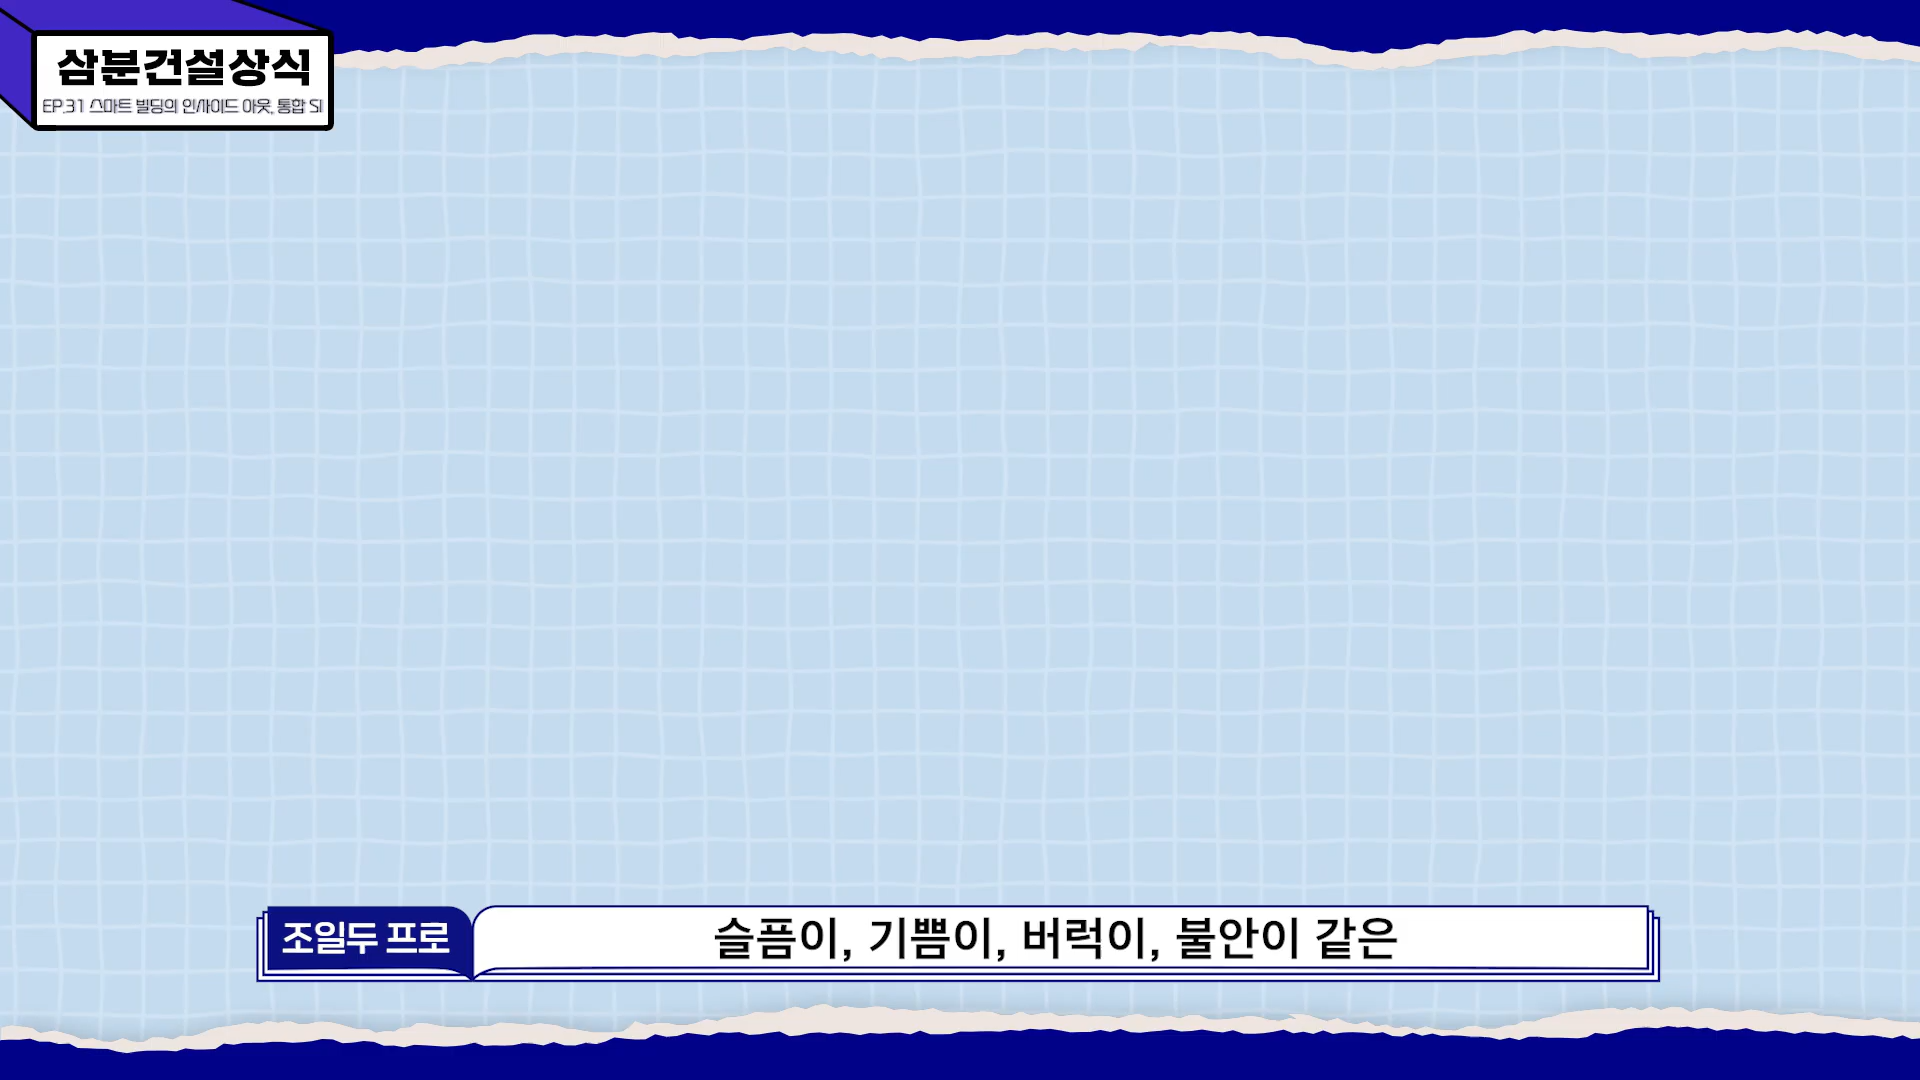 삼분건설상식
EP.31 스마트 빌딩의 인사이드 아웃, 통합 SI
조일두 프로
슬픔이, 기쁨이, 버럭이, 불안이 같은